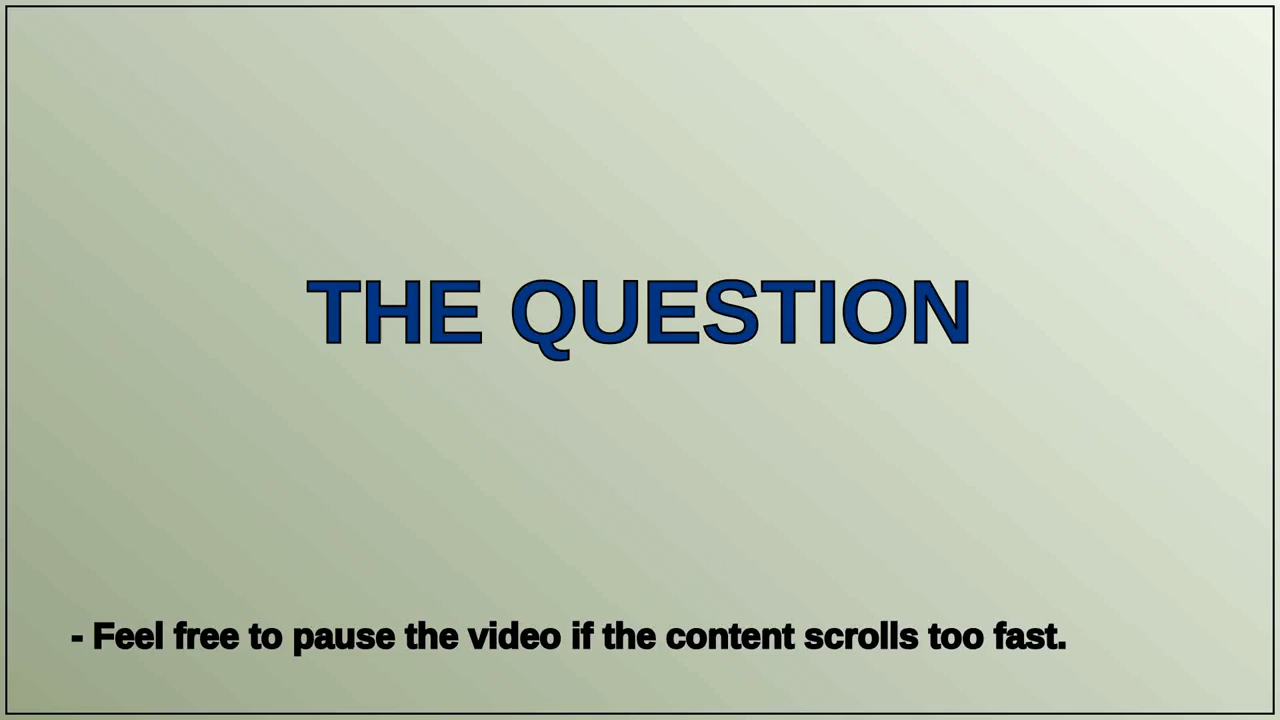 THE QUESTION
- Feel free to pause the video if the content scrolls too fast.